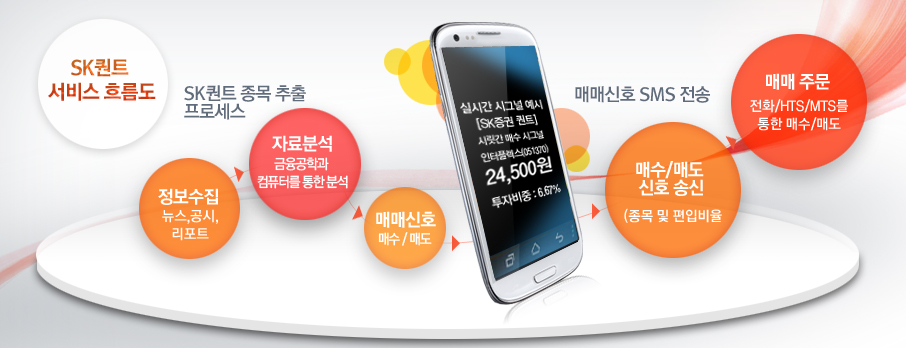 SK퀀트
서비스 흐름도
SK퀀트 종목 추출
프로세스
정보수집
뉴스,공시,
리포트
자료분석
금융공학과
컴퓨터를 통한 분석
매매신호
매수 / 매도
실시간 시그널 예시
[SK증권 퀀트]
시릿간 매수 시그널
인터플렉스(051370)
24,500원
투자비중 : 6.67%
매매신호 SMS 전송
매수/매도
신호 송신
(종목 및 편입비율
매매 주문
전화/HTS/MTS를
통한 매수/매도